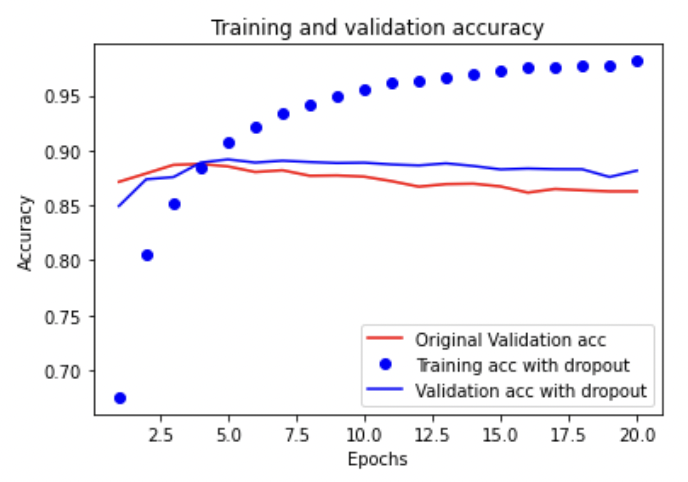 Training and validation accuracy
Accuracy
0.95
0.90
0.85
0.80
0.75
0.70
Original Validation acc
Training acc with dropout
Validation acc with dropout
2.5 5.0 7.5 10.0 12.5 15.0 17.5 20.0
Epochs